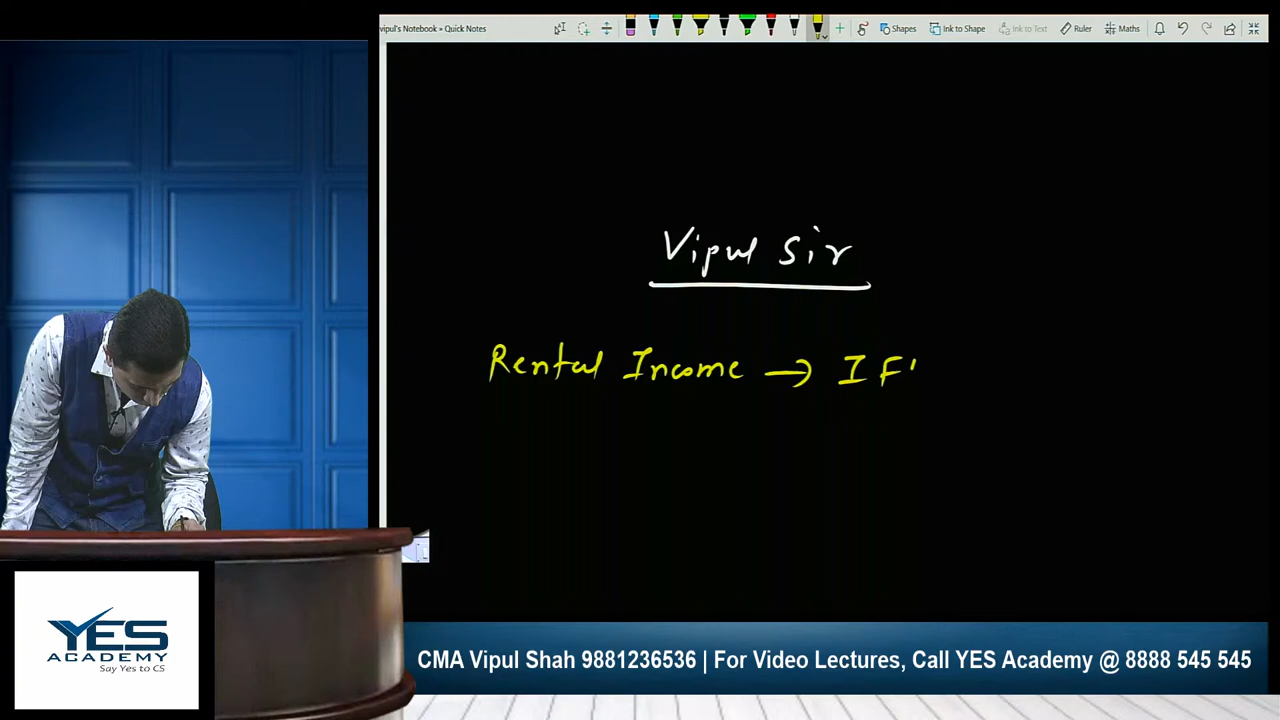 vipul's Notebook » Quick Notes
Shapes
Ink to Shape
Ink to Text
Ruler
Maths
Vipul Sir
Rental Income → IF'
YES
ACADEMY
Say Yes to CS
CMA Vipul Shah 9881236536 | For Video Lectures, Call YES Academy @ 8888 545 545